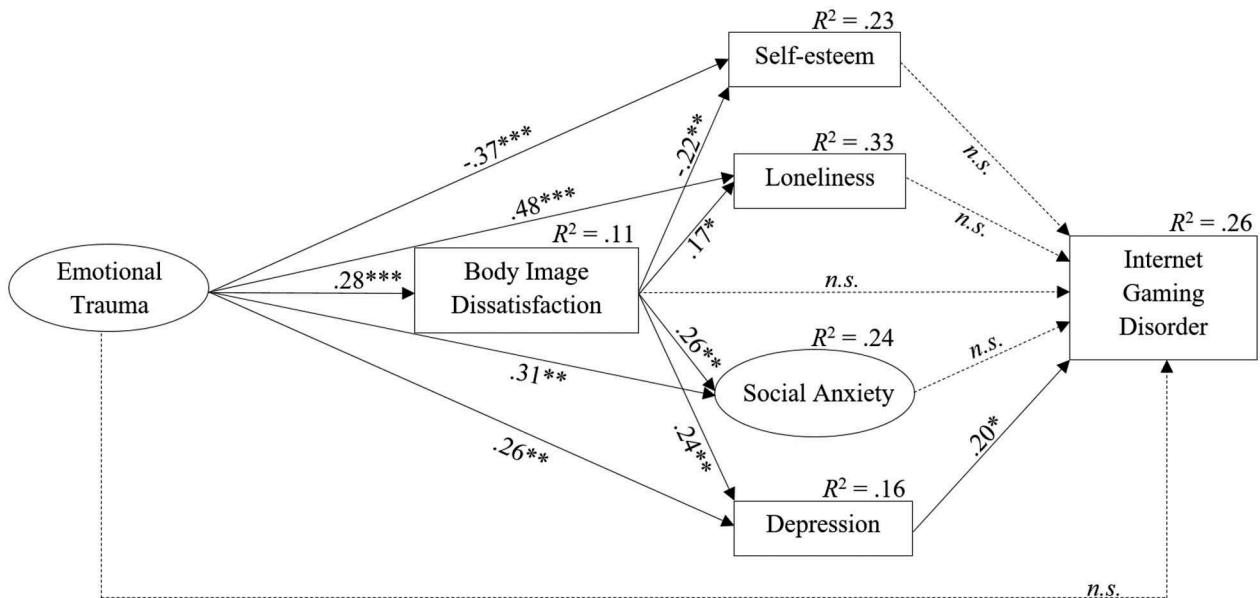 R² = .23
Self-esteem
-.37***
-.22**
n.s.
R² = .33
Loneliness
.48***
.17*
n.s.
R² = .11
R² = .26
Emotional
Trauma
.28***
Body Image
Dissatisfaction
n.s.
Internet
Gaming
Disorder
R² = .24
.26**
n.s.
.31**
Social Anxiety
.24**
.20*
.26**
R² = .16
Depression
n.s.